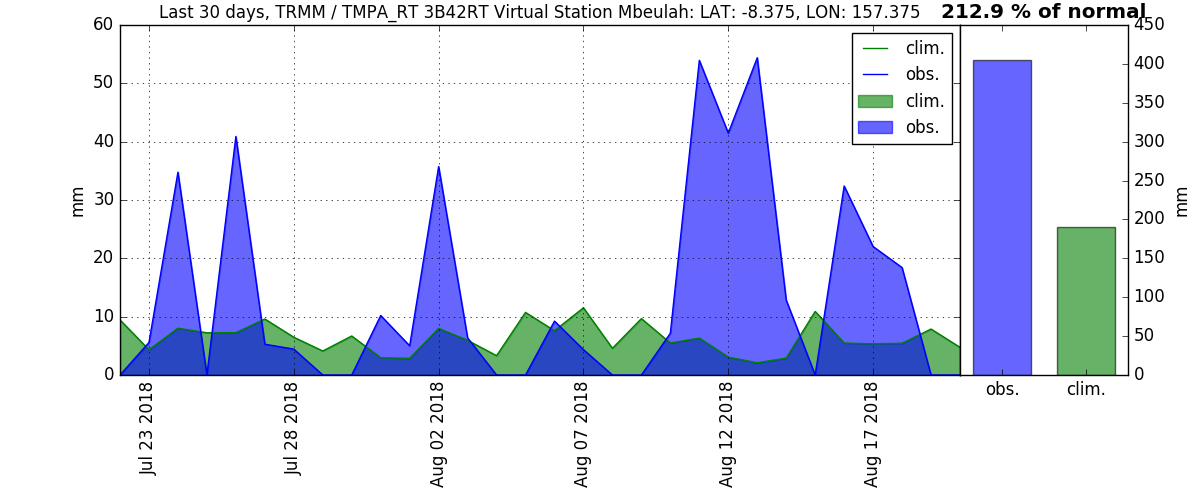 Last 30 days, TRMM / TMPA_RT 3B42RT Virtual Station Mbeulah: LAT: -8.375, LON: 157.375
212.9 % of normal
60
50
40
30
20
10
0
mm
clim.
obs.
clim.
obs.
Jul 23 2018
Jul 28 2018
Aug 02 2018
Aug 07 2018
Aug 12 2018
Aug 17 2018
450
400
350
300
250
200
150
100
50
0
mm
obs.
clim.